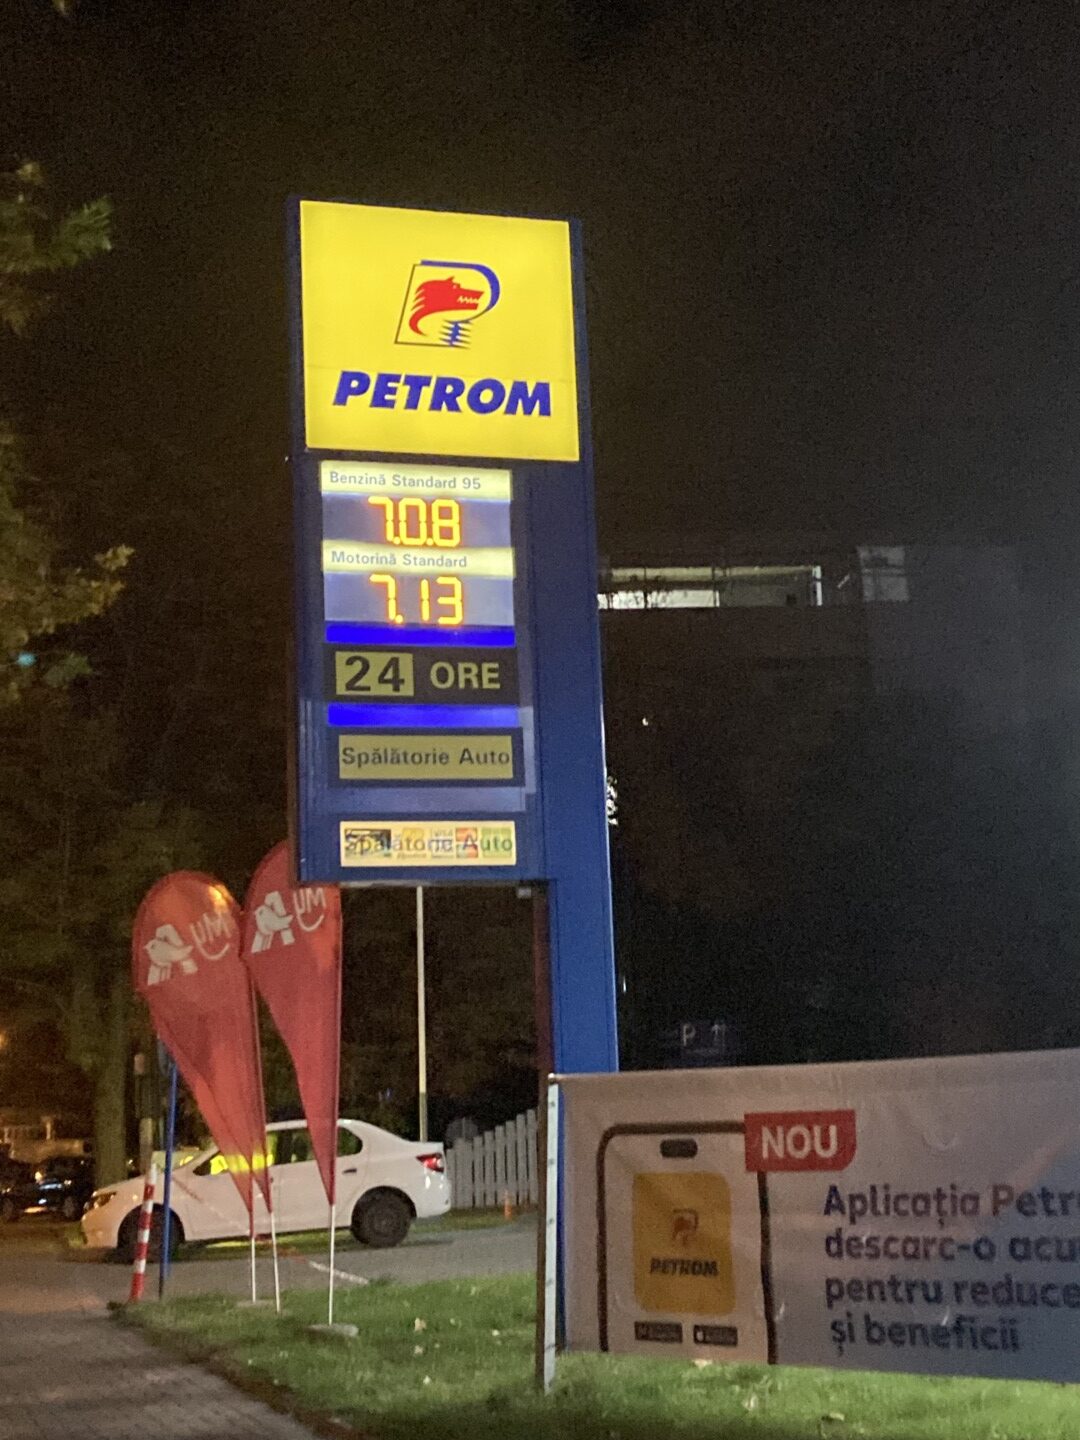 PETROM
Benzină Standard 95
7.08
Motorină Standard
7.13
24 ORE
Spălătorie Auto
Spălătorie Auto
P
NOU
PETROM
Aplicația Petr
descarc-o acu
pentru reduce
și beneficii